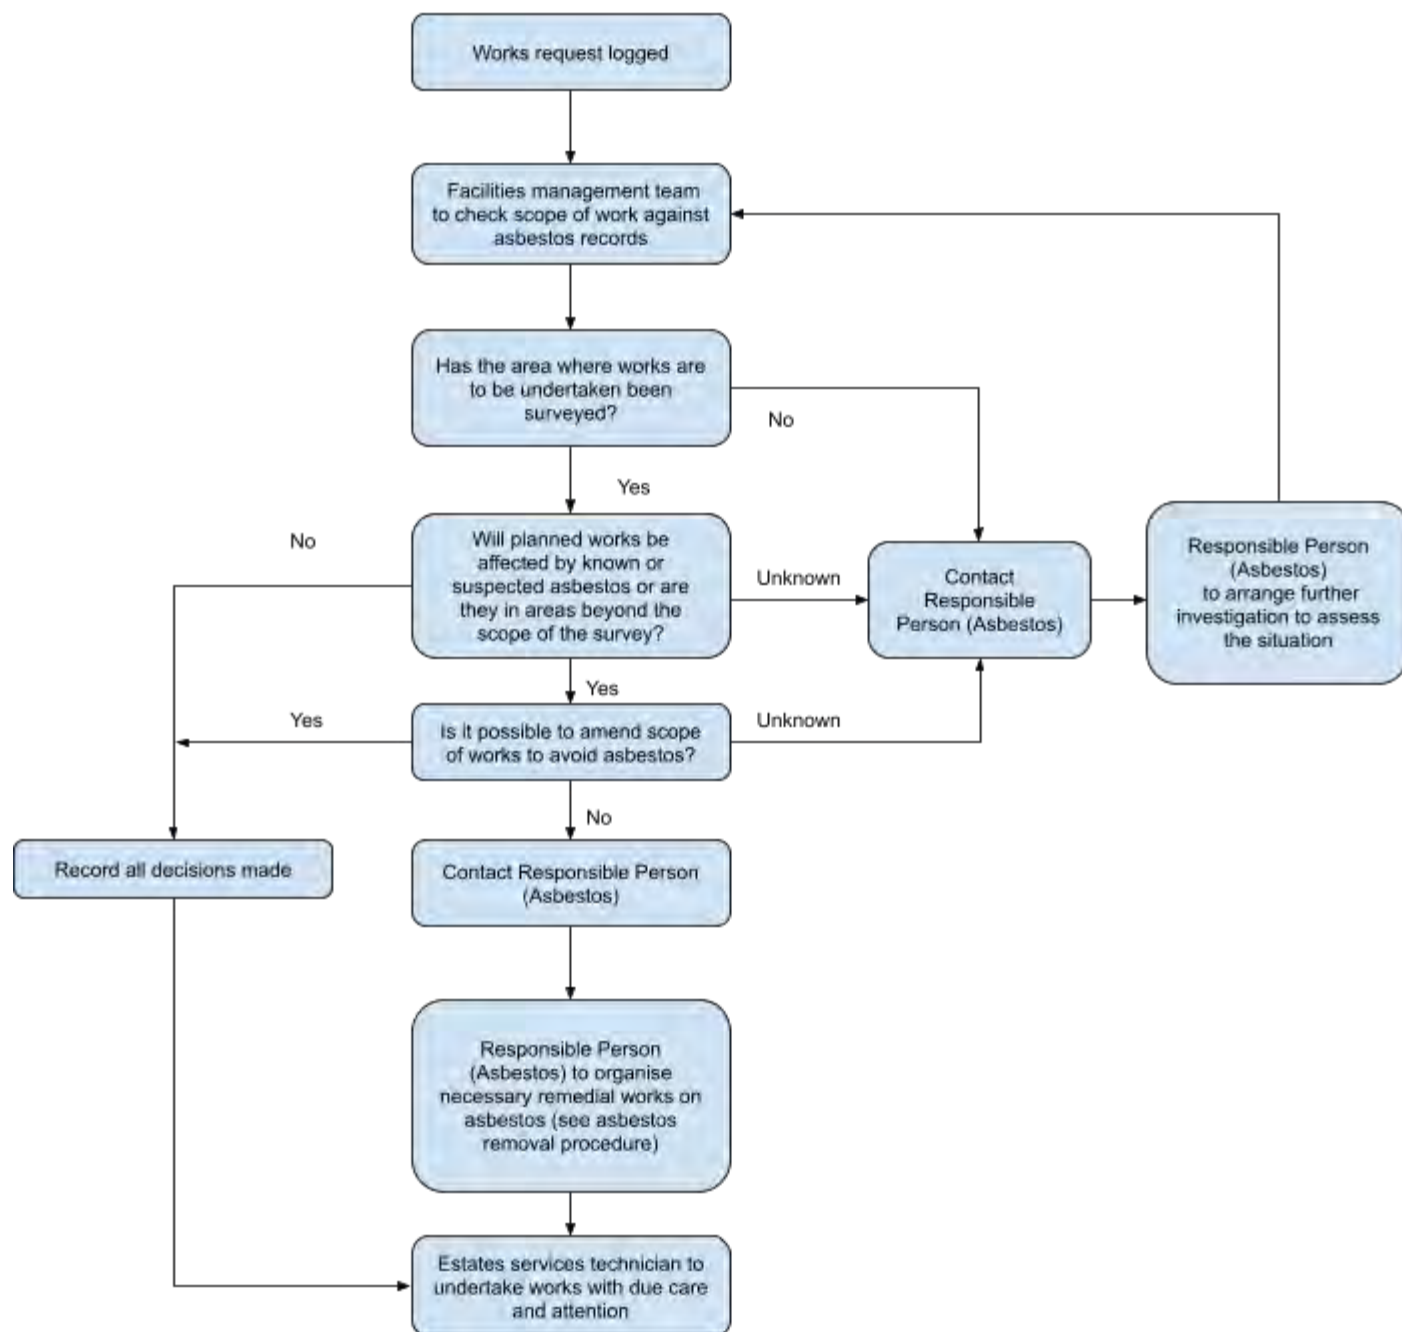 Works request logged
Facilities management team
to check scope of work against
asbestos records
Has the area where works are
to be undertaken been
surveyed?
No
Yes
No
Will planned works be
affected by known or
suspected asbestos or are
they in areas beyond the
scope of the survey?
Unknown
Contact
Responsible
Person (Asbestos)
Responsible Person
(Asbestos)
to arrange further
investigation to assess
the situation
Yes
Yes
Is it possible to amend scope
of works to avoid asbestos?
Unknown
No
Record all decisions made
Contact Responsible Person
(Asbestos)
Responsible Person
(Asbestos) to organise
necessary remedial works on
asbestos (see asbestos
removal procedure)
Estates services technician to
undertake works with due care
and attention